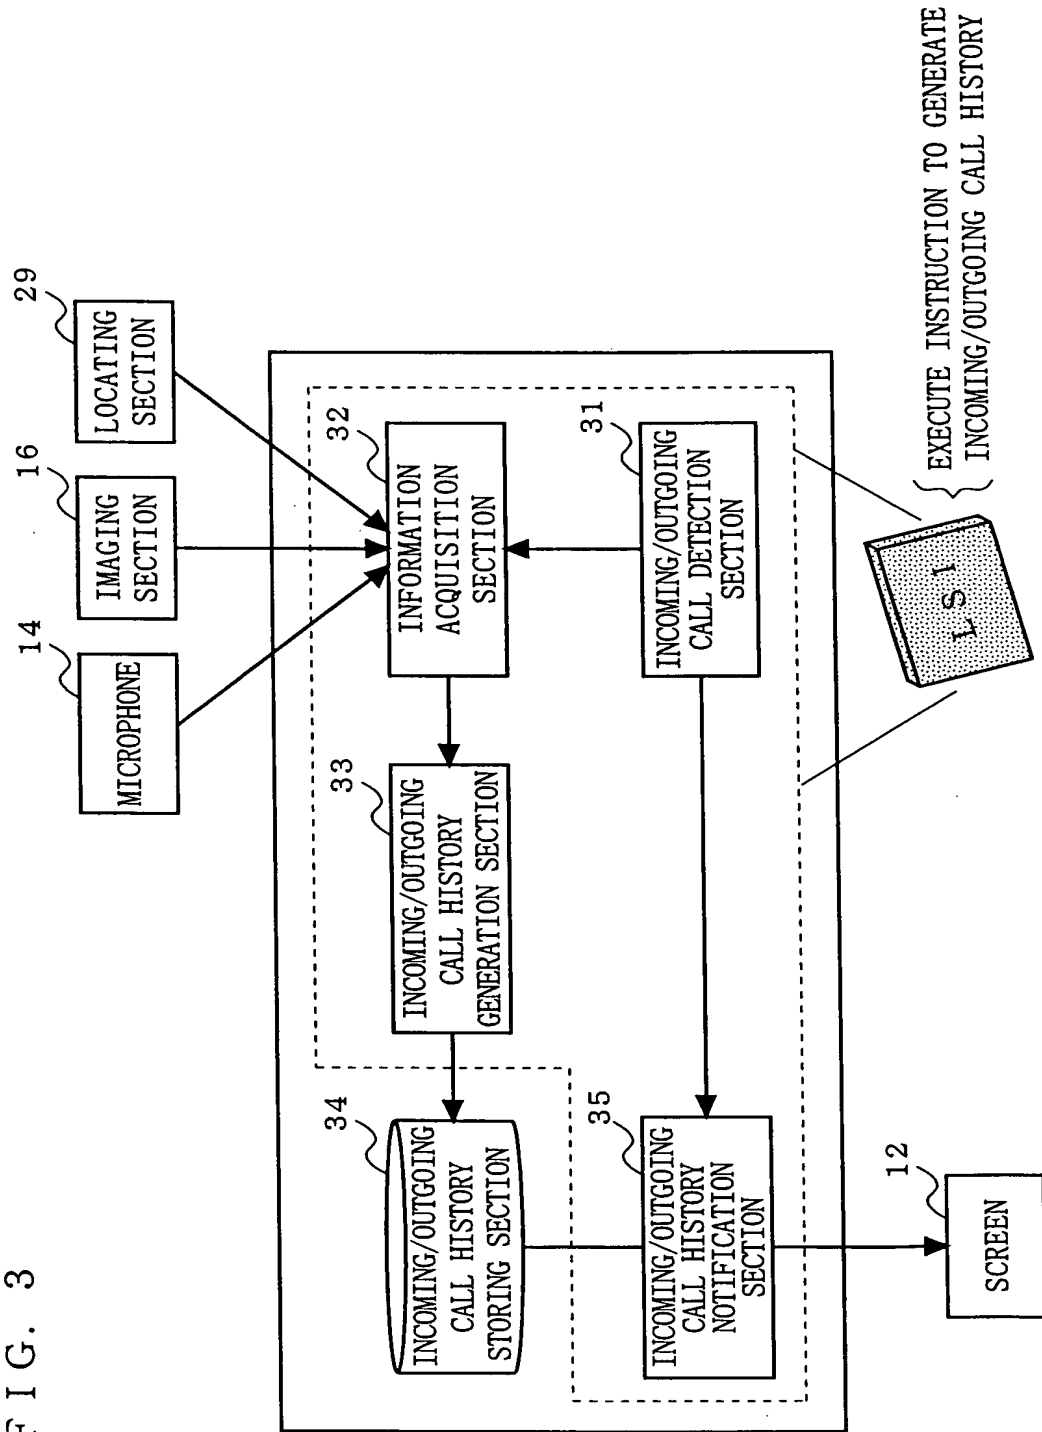 FIG. 3
14
MICROPHONE
16
IMAGING
SECTION
29
LOCATING
SECTION
34
INCOMING/OUTGOING
CALL HISTORY
STORING SECTION
33
INCOMING/OUTGOING
CALL HISTORY
GENERATION SECTION
32
INFORMATION
ACQUISITION
SECTION
35
INCOMING/OUTGOING
CALL HISTORY
NOTIFICATION
SECTION
31
INCOMING/OUTGOING
CALL DETECTION
SECTION
12
SCREEN
LSI
EXECUTE INSTRUCTION TO GENERATE
INCOMING/OUTGOING CALL HISTORY